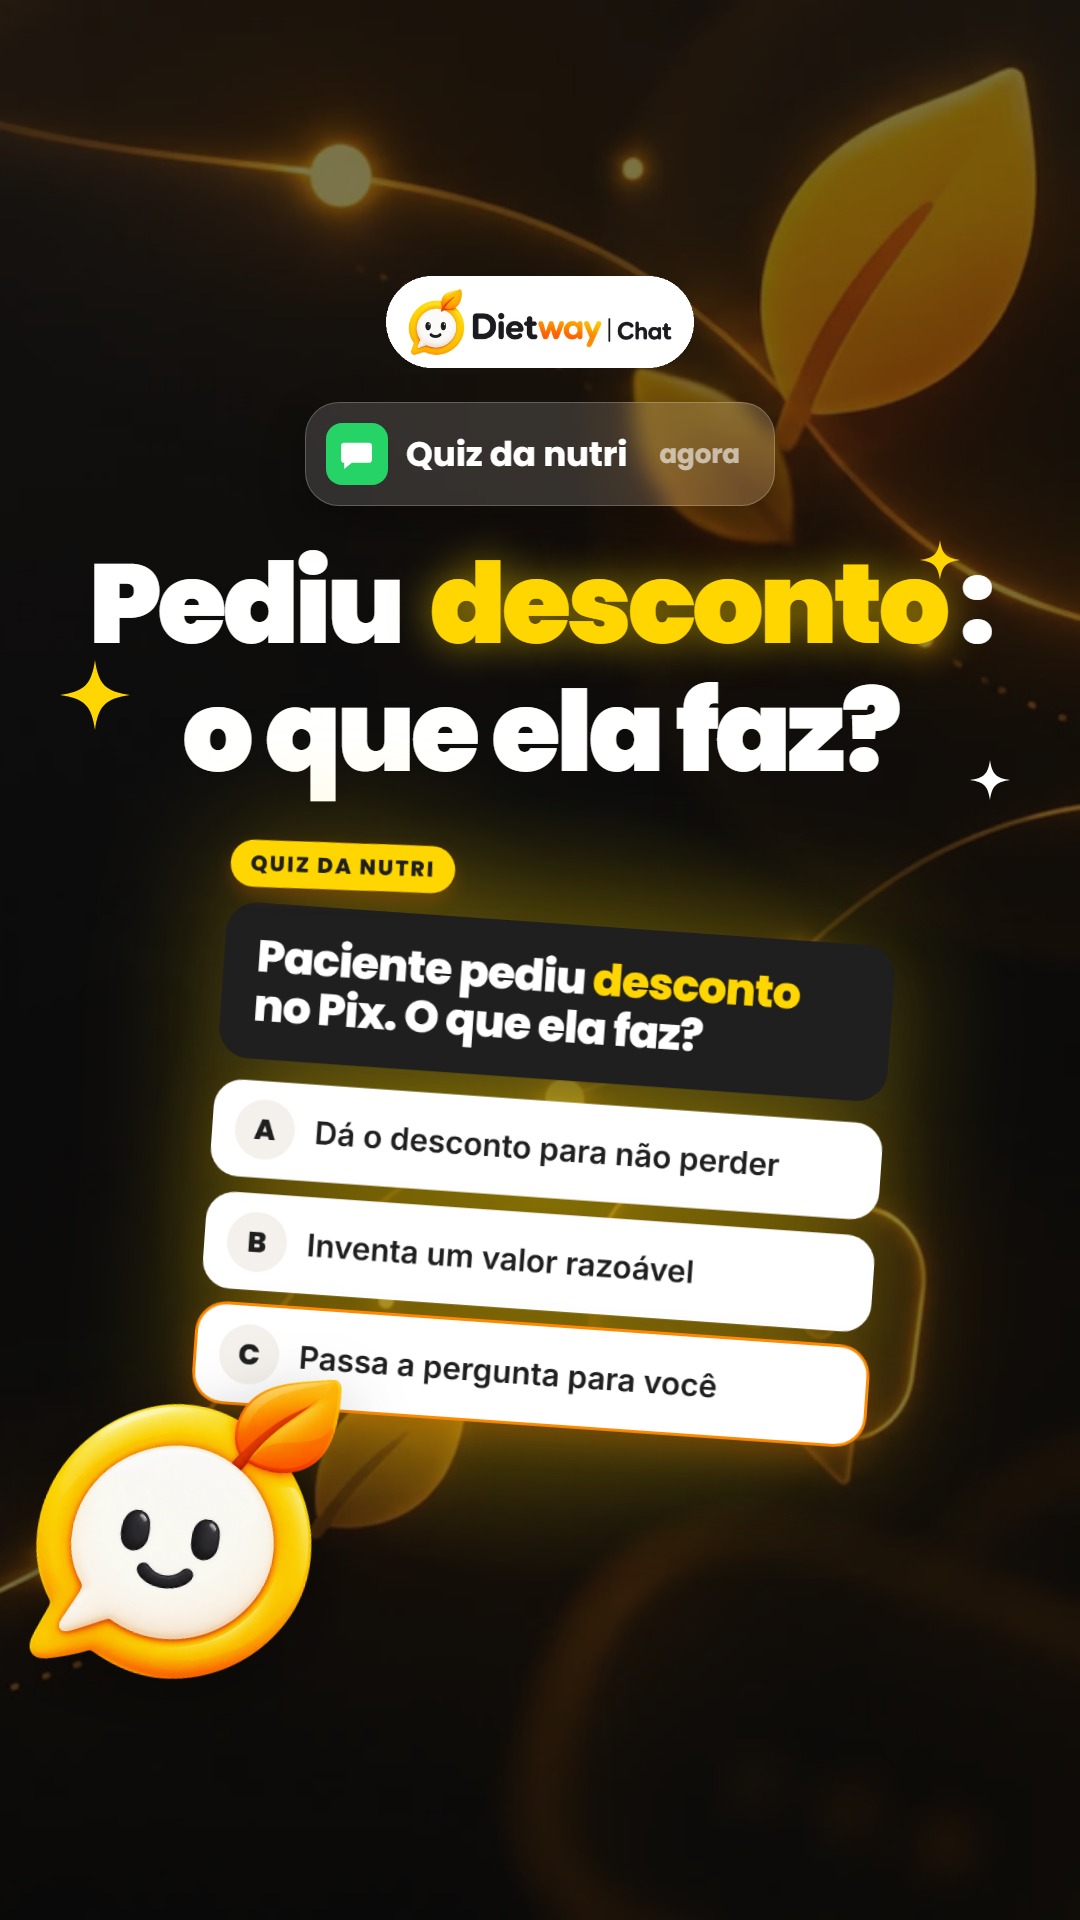 Dietway | Chat
Quiz da nutri agora
Pediu desconto:
o que ela faz?
QUIZ DA NUTRI
Paciente pediu desconto
no Pix. O que ela faz?
A Dá o desconto para não perder
B Inventa um valor razoável
C Passa a pergunta para você